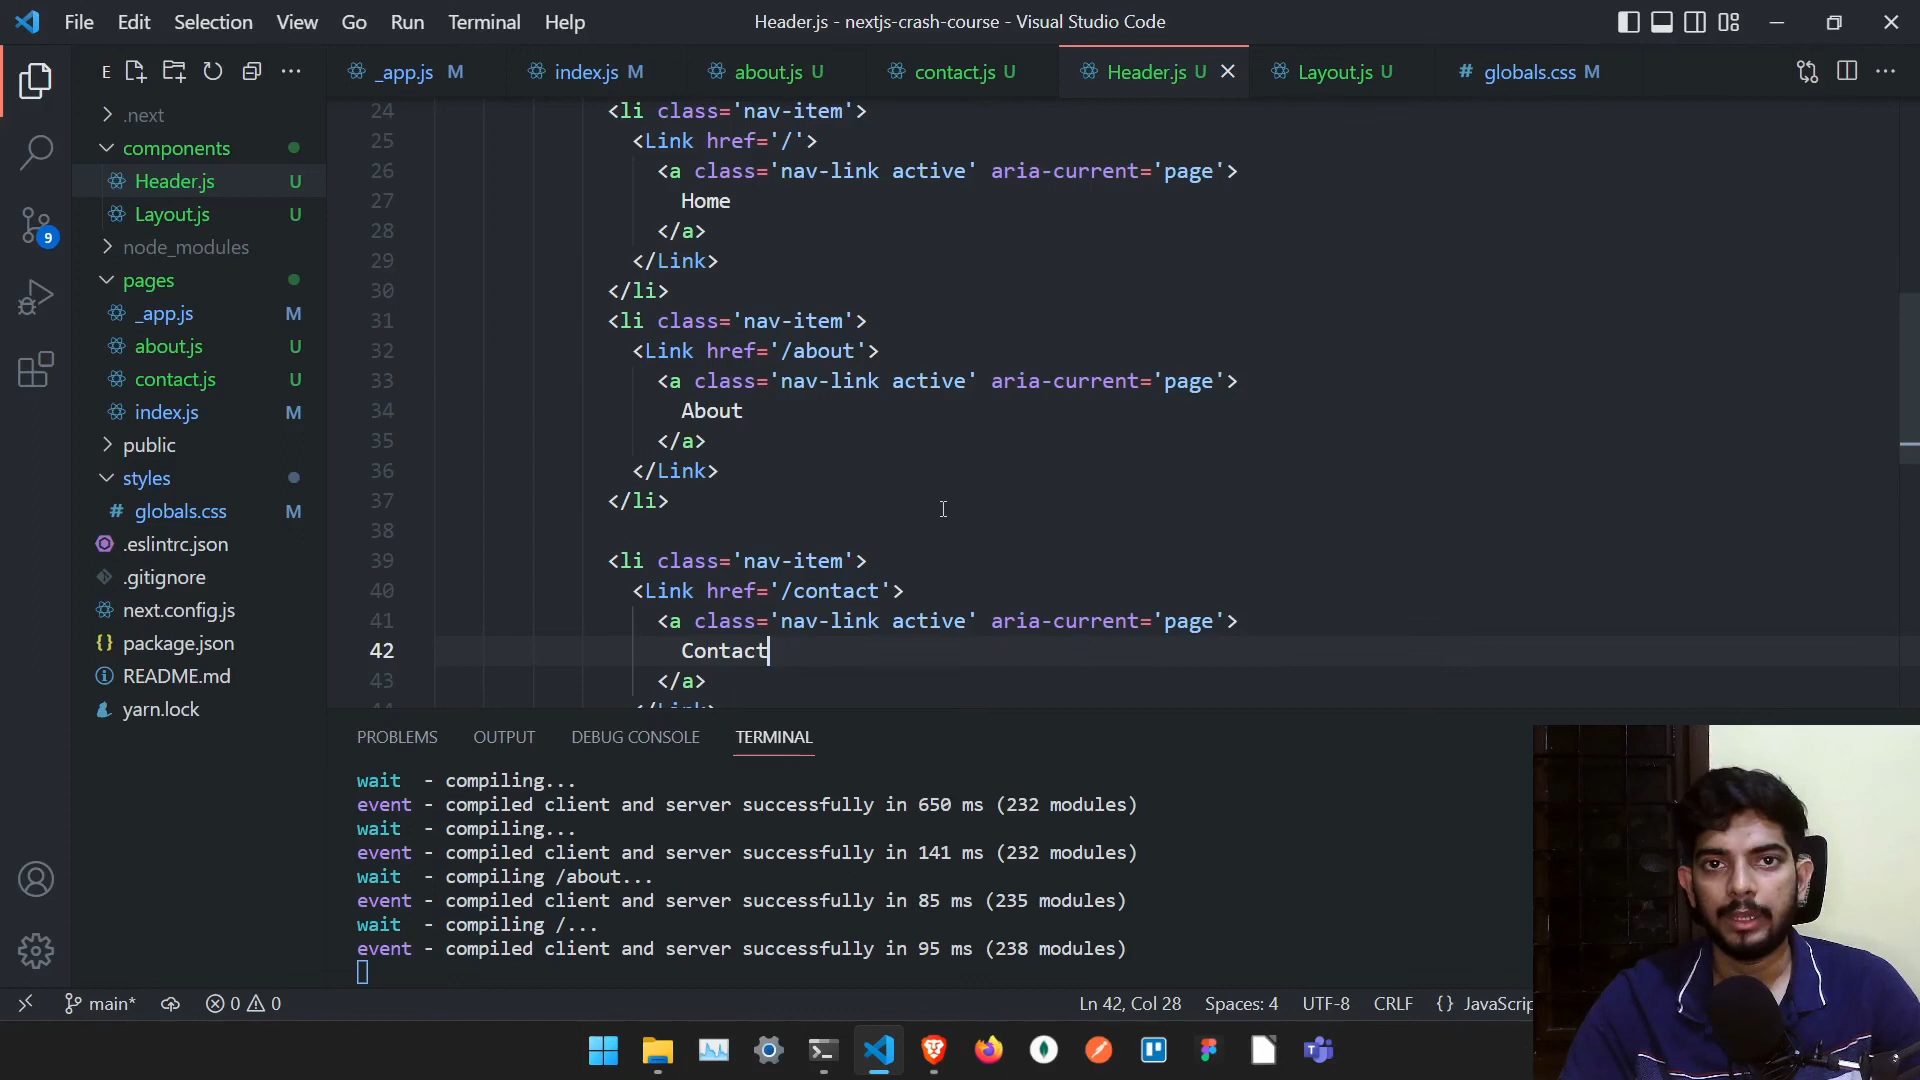 File Edit Selection View Go Run Terminal Help
Header.js - nextjs-crash-course - Visual Studio Code
E
_app.js M
index.js M
about.js U
contact.js U
Header.js U
Layout.js U
# globals.css M
.next
components
Header.js U
Layout.js U
node_modules
pages
_app.js M
about.js U
contact.js U
index.js M
public
styles
# globals.css M
.eslintrc.json
.gitignore
next.config.js
{} package.json
README.md
yarn.lock
9
24 <li class='nav-item'>
25 <Link href='/'>
26 <a class='nav-link active' aria-current='page'>
27 Home
28 </a>
29 </Link>
30 </li>
31 <li class='nav-item'>
32 <Link href='/about'>
33 <a class='nav-link active' aria-current='page'>
34 About
35 </a>
36 </Link>
37 </li>
38
39 <li class='nav-item'>
40 <Link href='/contact'>
41 <a class='nav-link active' aria-current='page'>
42 Contact
43 </a>
44 </Link>
PROBLEMS OUTPUT DEBUG CONSOLE TERMINAL
wait - compiling...
event - compiled client and server successfully in 650 ms (232 modules)
wait - compiling...
event - compiled client and server successfully in 141 ms (232 modules)
wait - compiling /about...
event - compiled client and server successfully in 85 ms (235 modules)
wait - compiling /...
event - compiled client and server successfully in 95 ms (238 modules)
main* 0 0 Ln 42, Col 28 Spaces: 4 UTF-8 CRLF {} JavaScrip